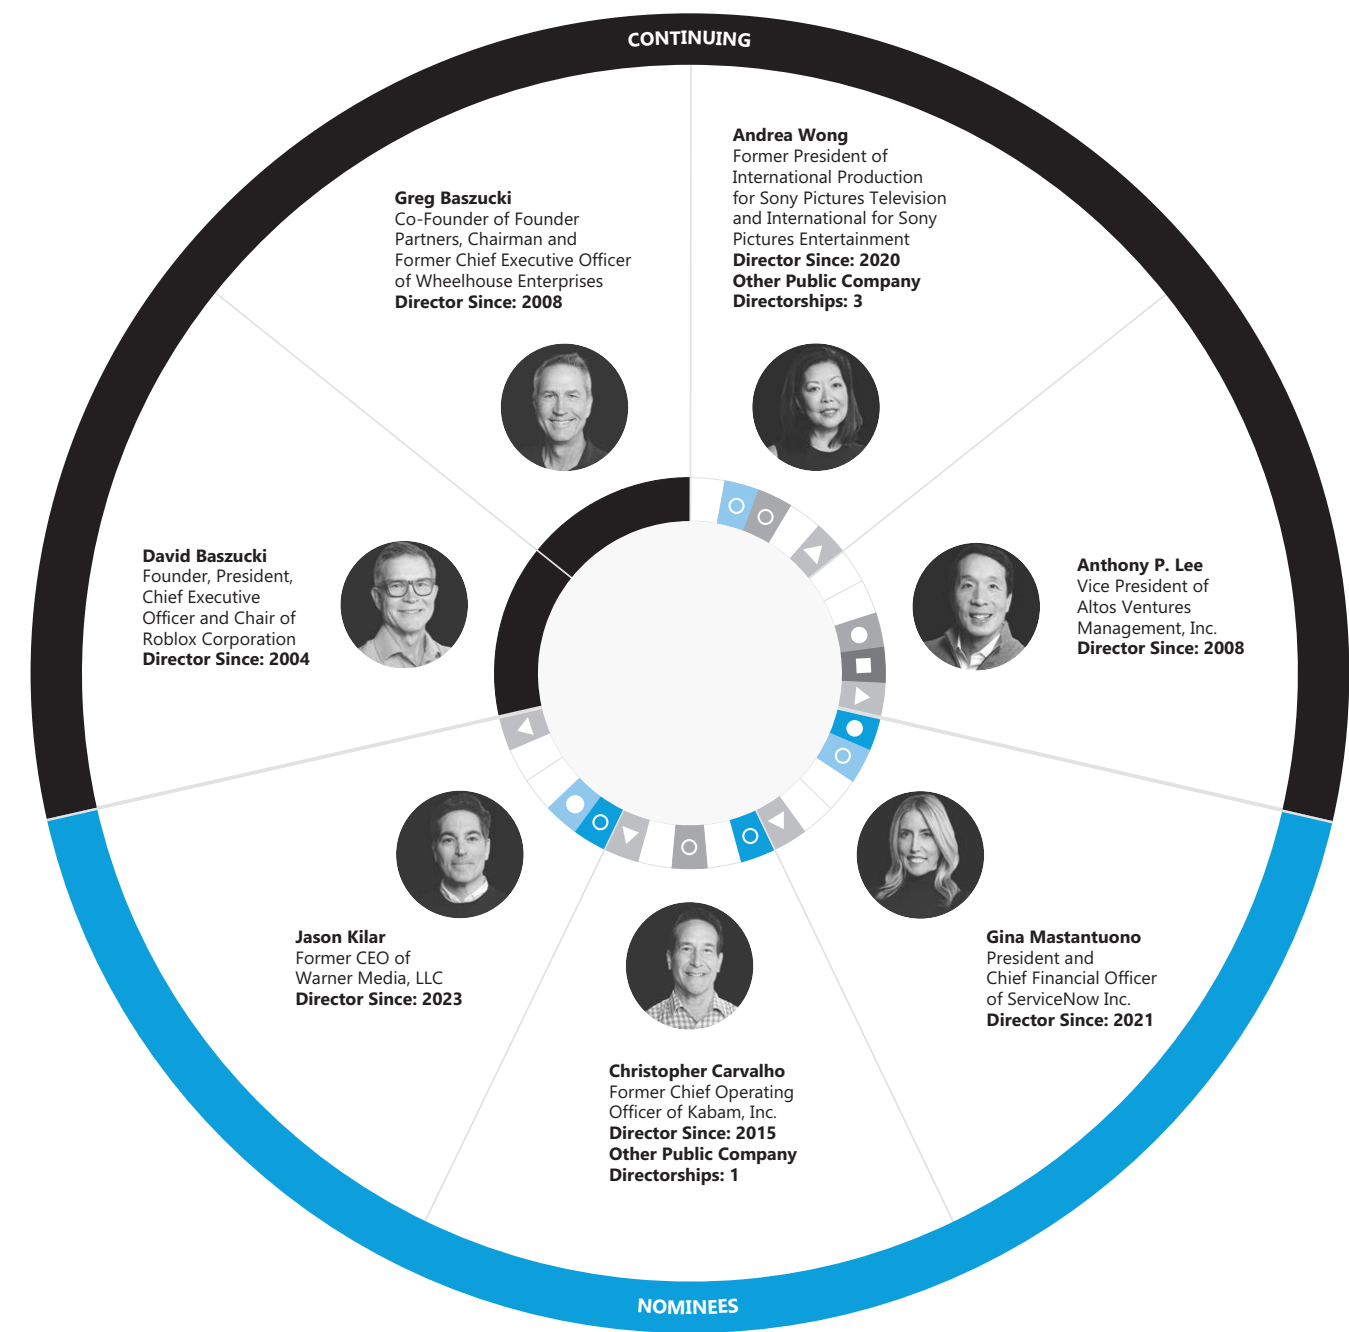 CONTINUING
Andrea Wong
Former President of
International Production
for Sony Pictures Television
and International for Sony
Pictures Entertainment
Director Since: 2020
Other Public Company
Directorships: 3
Greg Baszucki
Co-Founder of Founder
Partners, Chairman and
Former Chief Executive Officer
of Wheelhouse Enterprises
Director Since: 2008
David Baszucki
Founder, President,
Chief Executive
Officer and Chair of
Roblox Corporation
Director Since: 2004
Anthony P. Lee
Vice President of
Altos Ventures
Management, Inc.
Director Since: 2008
Jason Kilar
Former CEO of
Warner Media, LLC
Director Since: 2023
Gina Mastantuono
President and
Chief Financial Officer
of ServiceNow Inc.
Director Since: 2021
Christopher Carvalho
Former Chief Operating
Officer of Kabam, Inc.
Director Since: 2015
Other Public Company
Directorships: 1
NOMINEES